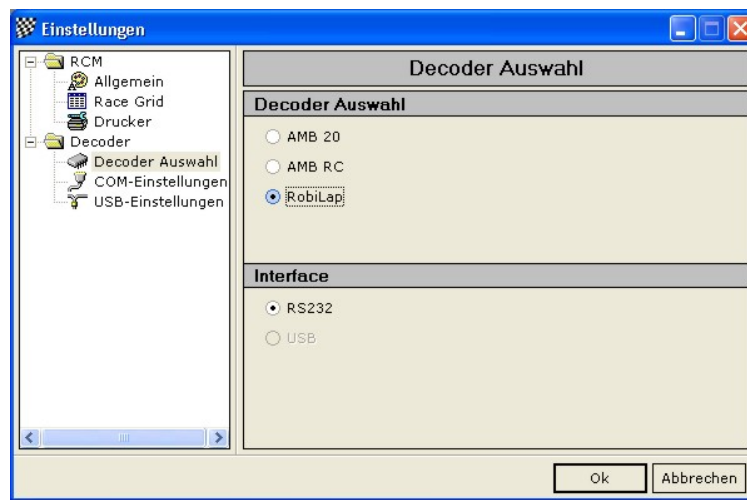 Einstellungen
RCM
Allgemein
Race Grid
Drucker
Decoder
Decoder Auswahl
COM-Einstellungen
USB-Einstellungen
Decoder Auswahl
Decoder Auswahl
AMB 20
AMB RC
RobiLap
Interface
RS232
USB
Ok
Abbrechen